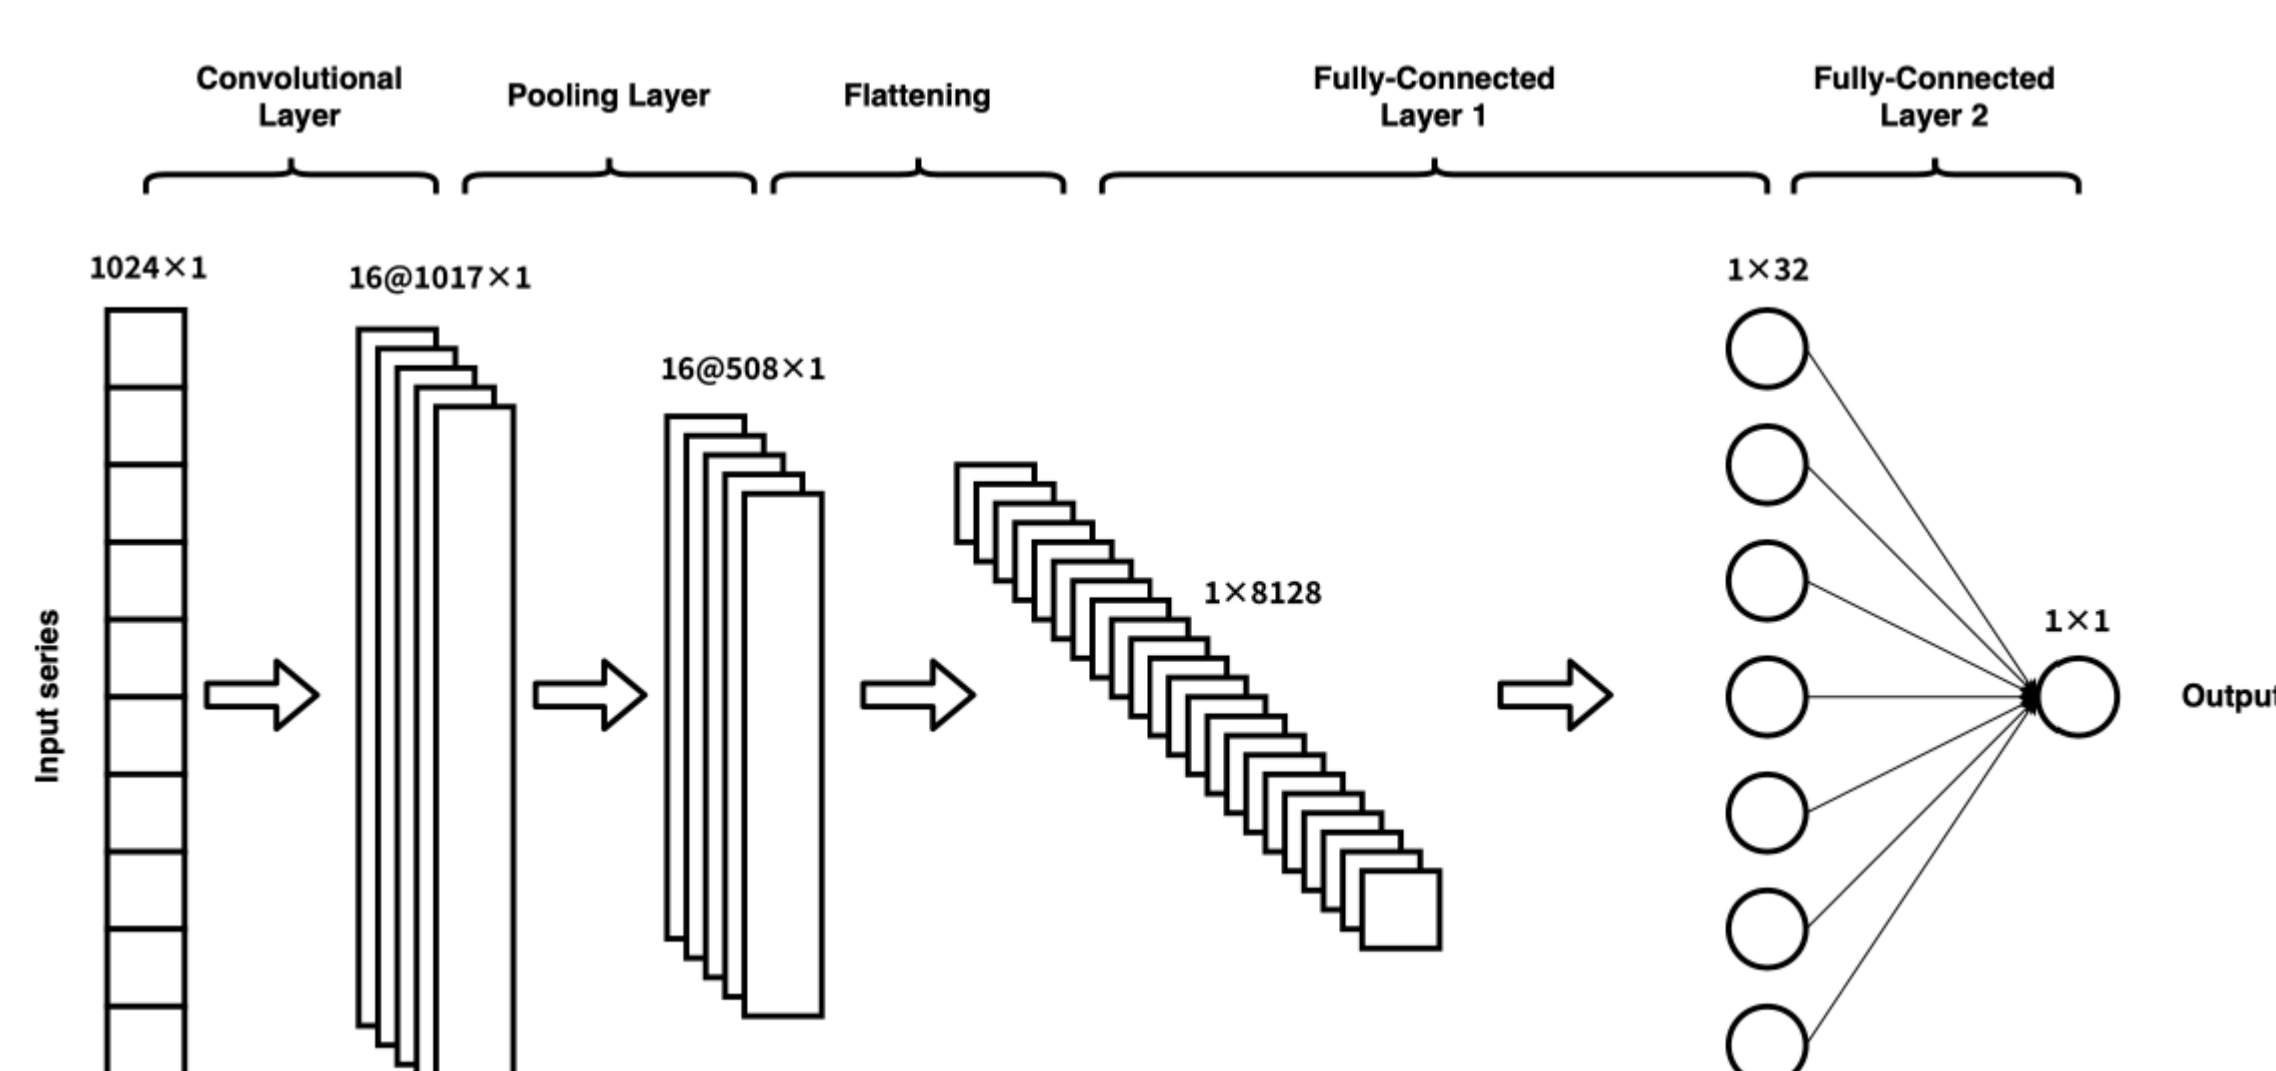 Convolutional
Layer
Pooling Layer
Flattening
Fully-Connected
Layer 1
Fully-Connected
Layer 2
1024×1
16@1017×1
16@508×1
1×8128
1×32
1×1
Input series
Output